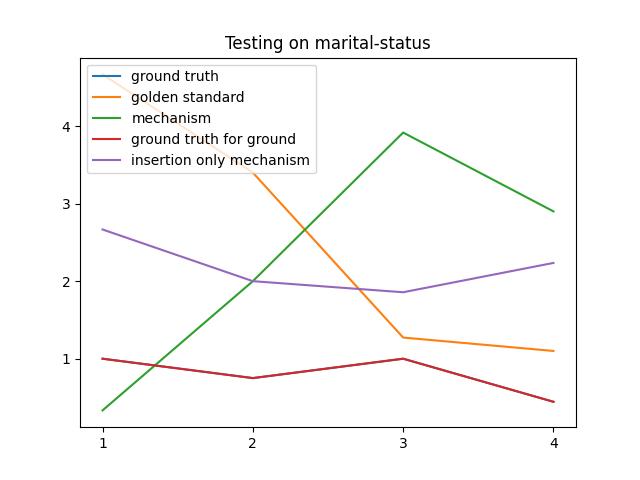 Testing on marital-status
ground truth
golden standard
mechanism
ground truth for ground
insertion only mechanism
4
3
2
1
1 2 3 4